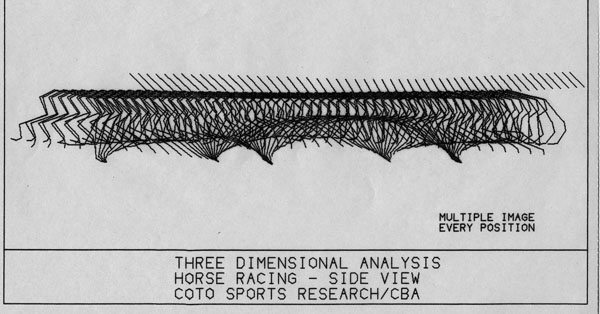 MULTIPLE IMAGE
EVERY POSITION
THREE DIMENSIONAL ANALYSIS
HORSE RACING - SIDE VIEW
COTO SPORTS RESEARCH/CBA